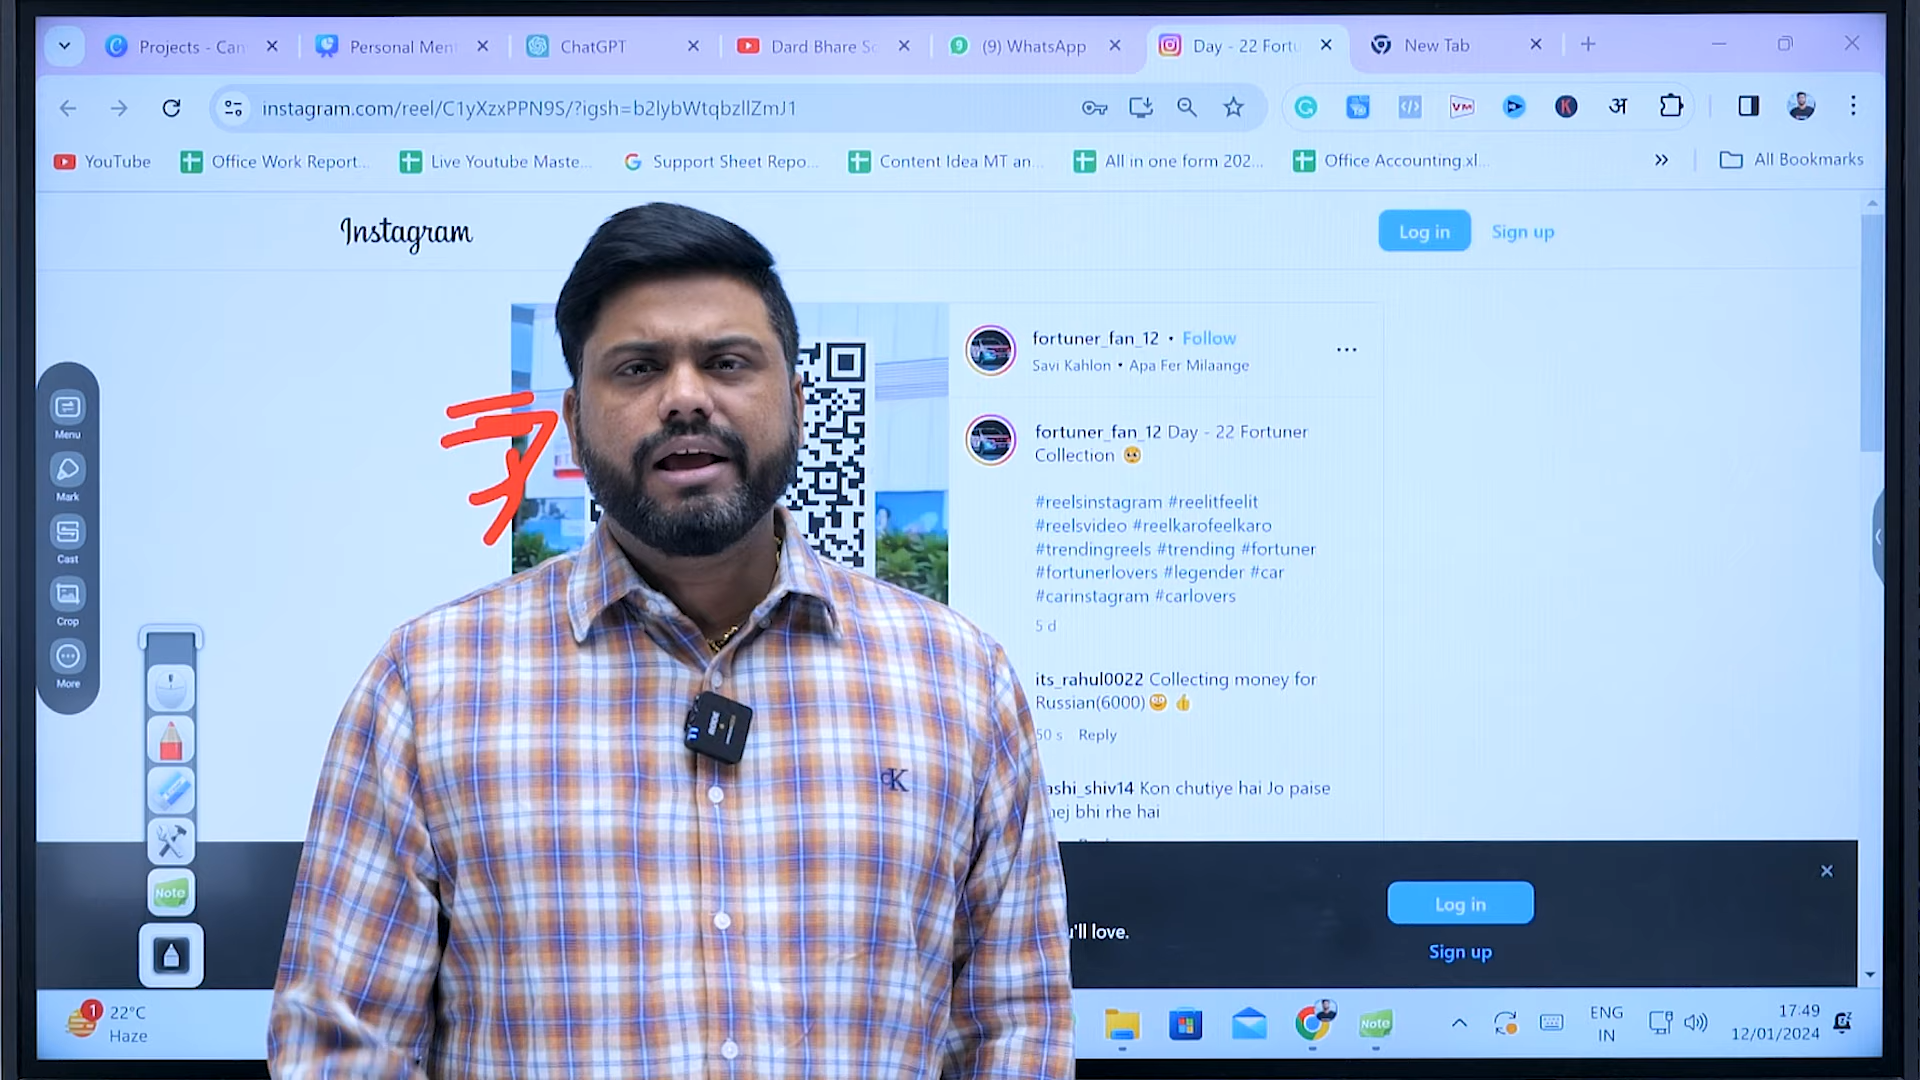 Projects - Can
Personal Men
ChatGPT
Dard Bhare So
(9) WhatsApp
Day - 22 Fortu
New Tab
instagram.com/reel/C1yXzxPPN9S/?igsh=b2lybWtqbzllZmJ1
अ
YouTube
Office Work Report...
Live Youtube Maste...
Support Sheet Repo...
Content Idea MT an...
All in one form 202...
Office Accounting.xl...
All Bookmarks
Instagram
Log in
Sign up
fortuner_fan_12 • Follow
Savi Kahlon • Apa Fer Milaange
fortuner_fan_12 Day - 22 Fortuner
Collection 🥺
#reelsinstagram #reelitfeelit
#reelsvideo #reelkarofeelkaro
#trendingreels #trending #fortuner
#fortunerlovers #legender #car
#carinstagram #carlovers
5 d
its_rahul0022 Collecting money for
Russian(6000)
50 s Reply
ashi_shiv14 Kon chutiye hai Jo paise
hej bhi rhe hai
Menu
Mark
Cast
Crop
More
Note
u'll love.
Log in
Sign up
1
22°C
Haze
CK
Note
ENG
IN
17:49
12/01/2024